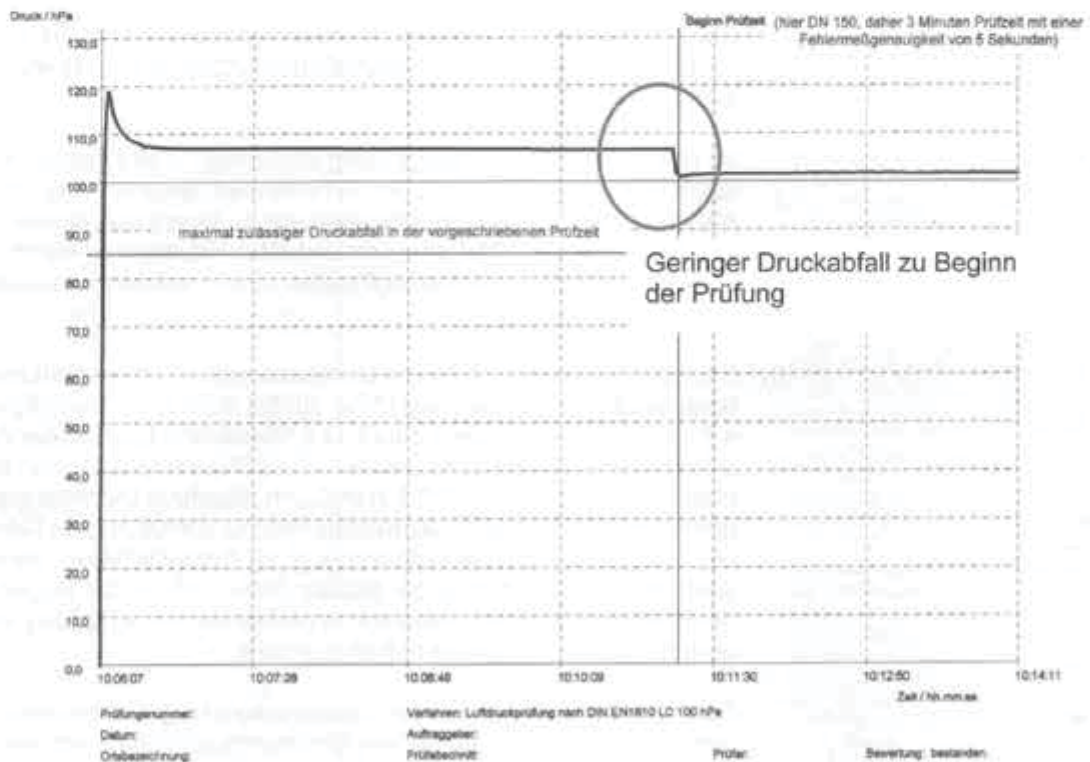 Druck / hPa
Beginn Prüfzeit (hier DN 150, daher 3 Minuten Prüfzeit mit einer
Fehlermeßgenauigkeit von 5 Sekunden)
130,0
120,0
110,0
100,0
90,0
maximal zulässiger Druckabfall in der vorgeschriebenen Prüfzeit
Geringer Druckabfall zu Beginn
der Prüfung
80,0
70,0
60,0
50,0
40,0
30,0
20,0
10,0
0,0
10:06:07 10:07:28 10:08:48 10:10:09 10:11:30 10:12:50 10:14:11
Zeit / hh.mm.ss
Prüfungsnummer: Verfahren: Luftdruckprüfung nach DIN EN1610 LC 100 hPa
Datum: Auftraggeber:
Ortsbezeichnung: Prüfabschnitt: Prüfer: Bewertung: bestanden